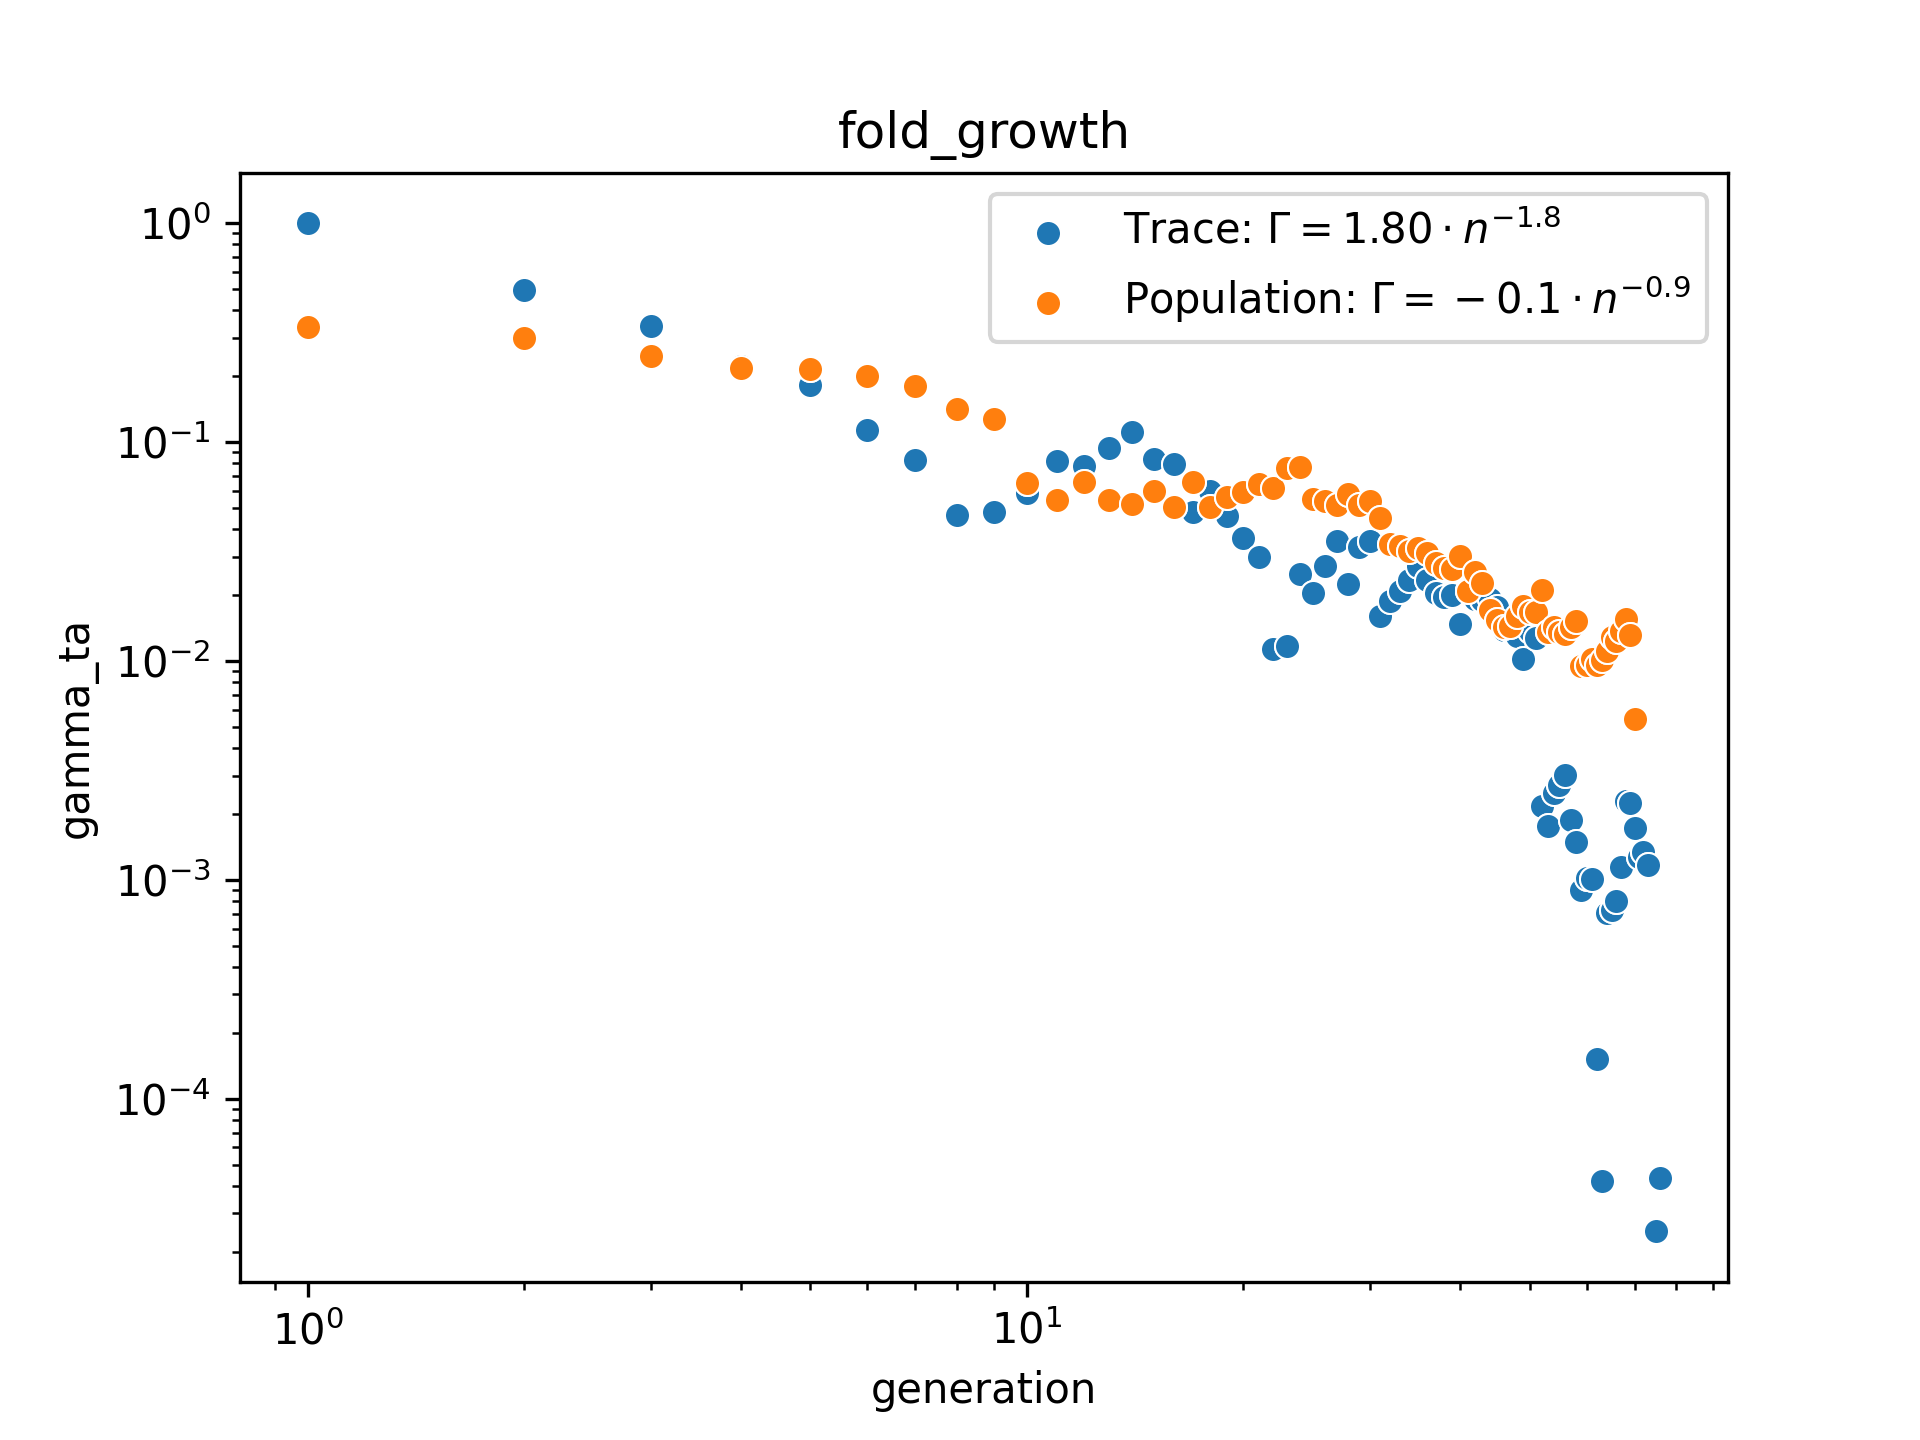 fold_growth
Trace: Γ = 1.80 · n^−1.8
Population: Γ = − 0.1 · n^−0.9
10^0
10^−1
10^−2
10^−3
10^−4
gamma_ta
10^0 10^1
generation